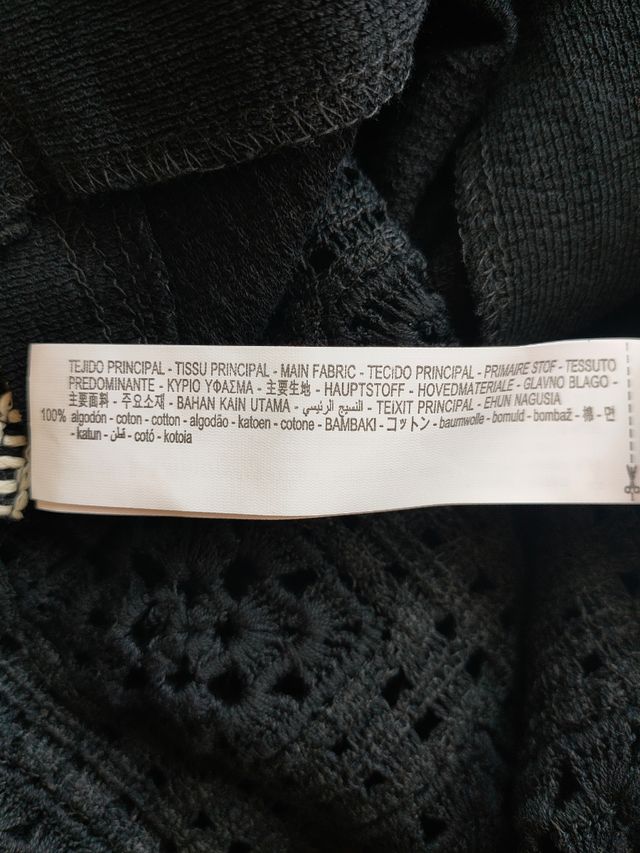 TEJIDO PRINCIPAL - TISSU PRINCIPAL - MAIN FABRIC - TECIDO PRINCIPAL - PRIMAIRE STOF - TESSUTO
PREDOMINANTE - ΚΥΡΙΟ ΥΦΑΣΜΑ - 主要生地 - HAUPTSTOFF - HOVEDMATERIALE - GLAVNO BLAGO -
主要面料 - 주요소재 - BAHAN KAIN UTAMA - النسيج الرئيسي - TEIXIT PRINCIPAL - EHUN NAGUSIA
100% algodón - coton - cotton - algodão - katoen - cotone - BAMBAKI - コットン - baumwolle - bomuld - bombaž - 棉 - 면
- katun - قطن - cotó - kotoia